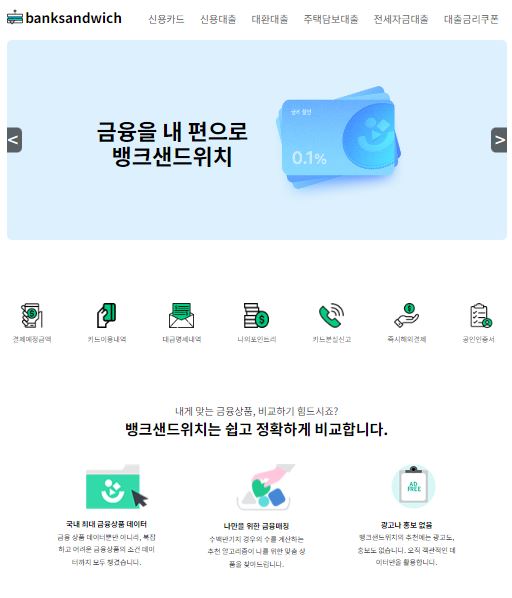 banksandwich
신용카드 신용대출 대환대출 주택담보대출 전세자금대출 대출금리쿠폰
금융을 내 편으로
뱅크샌드위치
0.1%
< >
결제예정금액 카드이용내역 대금명세내역 나의포인트리 카드분실신고 즉시해외결제 공인인증서
내게 맞는 금융상품, 비교하기 힘드시죠?
뱅크샌드위치는 쉽고 정확하게 비교합니다.
AD
FREE
국내 최대 금융상품 데이터
금융 상품 데이터뿐만 아니라, 복잡
하고 어려운 금융상품의 조건 데이
터까지 모두 챙겼습니다.
나만을 위한 금융매칭
수백만가지 경우의 수를 계산하는
추천 알고리즘이 나를 위한 맞춤 상
품을 찾아드립니다.
광고나 홍보 없음
뱅크샌드위치의 추천에는 광고도,
홍보도 없습니다. 오직 객관적인 데
이터만을 활용합니다.